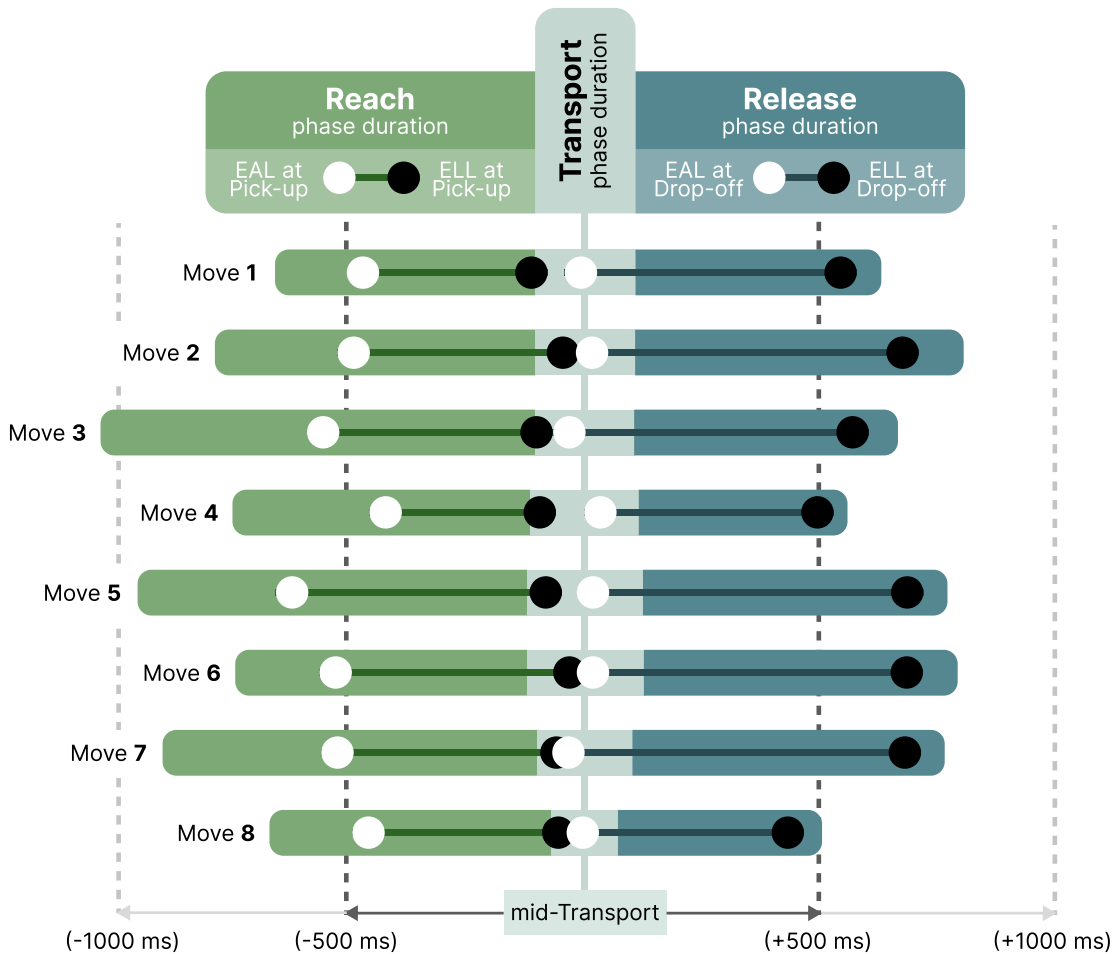 Transport
phase duration
Reach
phase duration
EAL at
Pick-up
ELL at
Pick-up
Release
phase duration
EAL at
Drop-off
ELL at
Drop-off
Move 1
Move 2
Move 3
Move 4
Move 5
Move 6
Move 7
Move 8
mid-Transport
(-1000 ms)
(-500 ms)
(+500 ms)
(+1000 ms)